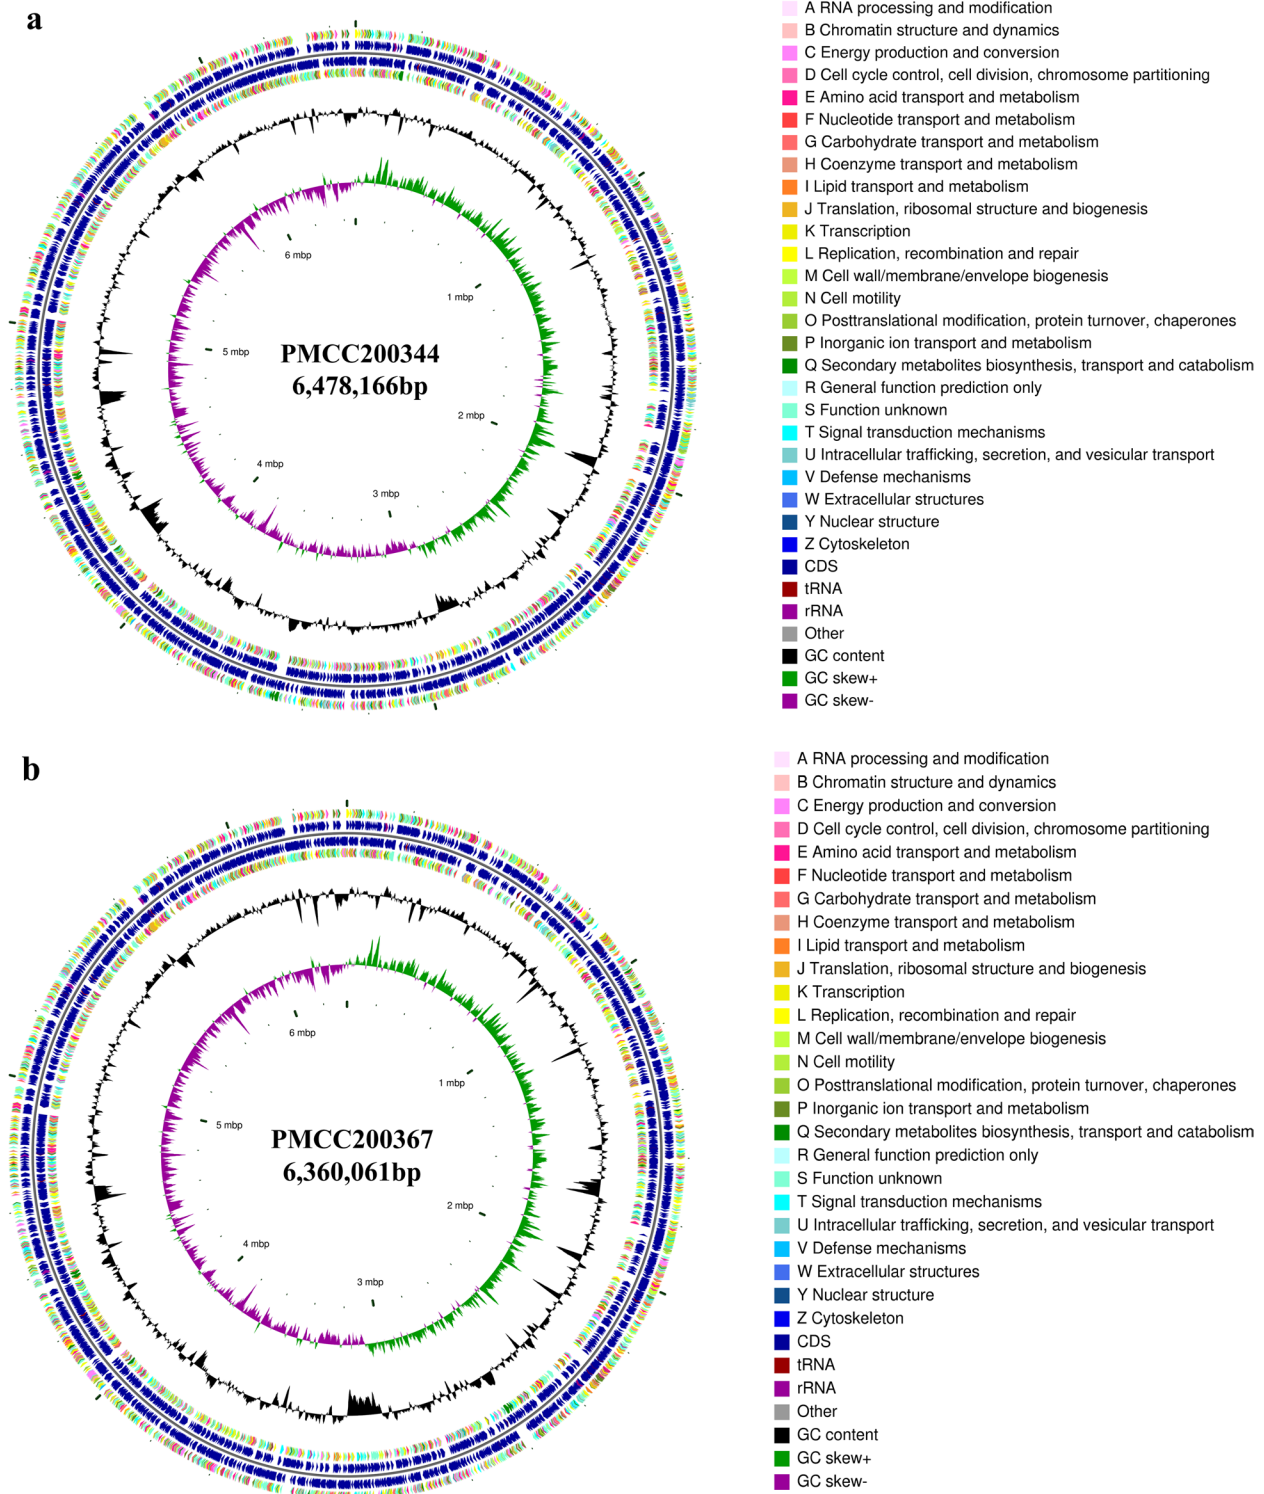 a
6 mbp
1 mbp
5 mbp
PMCC200344
6,478,166bp
2 mbp
4 mbp
3 mbp
A RNA processing and modification
B Chromatin structure and dynamics
C Energy production and conversion
D Cell cycle control, cell division, chromosome partitioning
E Amino acid transport and metabolism
F Nucleotide transport and metabolism
G Carbohydrate transport and metabolism
H Coenzyme transport and metabolism
I Lipid transport and metabolism
J Translation, ribosomal structure and biogenesis
K Transcription
L Replication, recombination and repair
M Cell wall/membrane/envelope biogenesis
N Cell motility
O Posttranslational modification, protein turnover, chaperones
P Inorganic ion transport and metabolism
Q Secondary metabolites biosynthesis, transport and catabolism
R General function prediction only
S Function unknown
T Signal transduction mechanisms
U Intracellular trafficking, secretion, and vesicular transport
V Defense mechanisms
W Extracellular structures
Y Nuclear structure
Z Cytoskeleton
CDS
tRNA
rRNA
Other
GC content
GC skew+
GC skew-
b
6 mbp
1 mbp
5 mbp
PMCC200367
6,360,061bp
2 mbp
4 mbp
3 mbp
A RNA processing and modification
B Chromatin structure and dynamics
C Energy production and conversion
D Cell cycle control, cell division, chromosome partitioning
E Amino acid transport and metabolism
F Nucleotide transport and metabolism
G Carbohydrate transport and metabolism
H Coenzyme transport and metabolism
I Lipid transport and metabolism
J Translation, ribosomal structure and biogenesis
K Transcription
L Replication, recombination and repair
M Cell wall/membrane/envelope biogenesis
N Cell motility
O Posttranslational modification, protein turnover, chaperones
P Inorganic ion transport and metabolism
Q Secondary metabolites biosynthesis, transport and catabolism
R General function prediction only
S Function unknown
T Signal transduction mechanisms
U Intracellular trafficking, secretion, and vesicular transport
V Defense mechanisms
W Extracellular structures
Y Nuclear structure
Z Cytoskeleton
CDS
tRNA
rRNA
Other
GC content
GC skew+
GC skew-